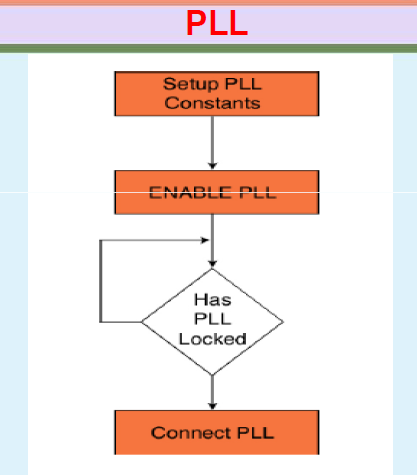 PLL
Setup PLL
Constants
ENABLE PLL
Has
PLL
Locked
Connect PLL